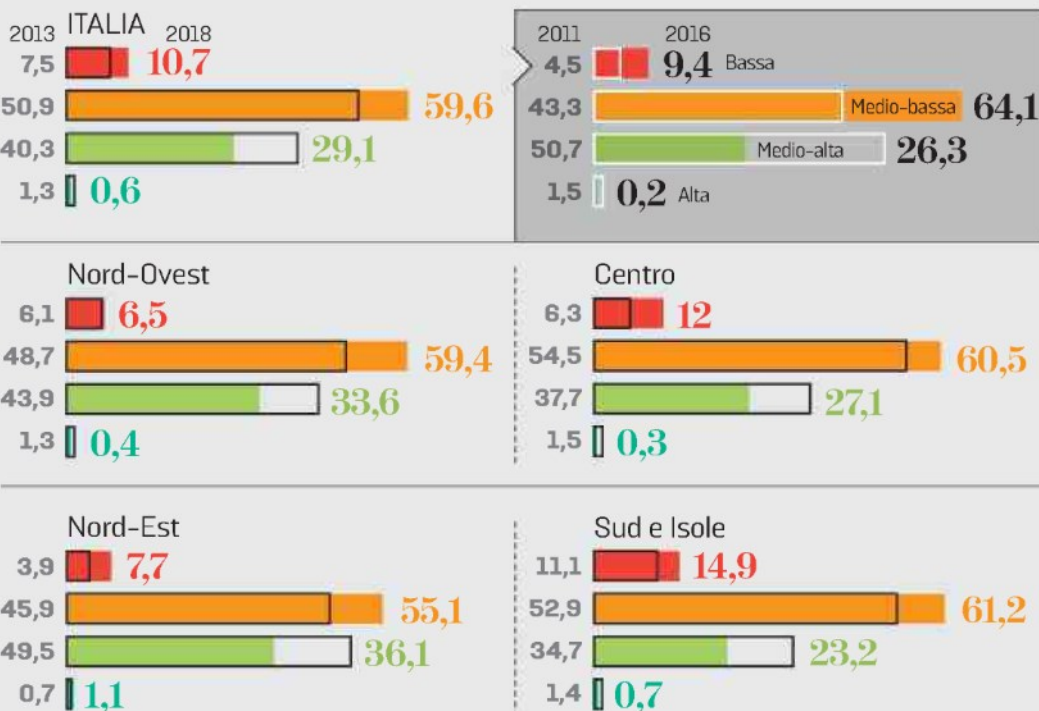 ITALIA
2013 2018
7,5 10,7
50,9 59,6
40,3 29,1
1,3 0,6
2011 2016
4,5 9,4 Bassa
43,3 Medio-bassa 64,1
50,7 Medio-alta 26,3
1,5 0,2 Alta
Nord-Ovest
6,1 6,5
48,7 59,4
43,9 33,6
1,3 0,4
Centro
6,3 12
54,5 60,5
37,7 27,1
1,5 0,3
Nord-Est
3,9 7,7
45,9 55,1
49,5 36,1
0,7 1,1
Sud e Isole
11,1 14,9
52,9 61,2
34,7 23,2
1,4 0,7